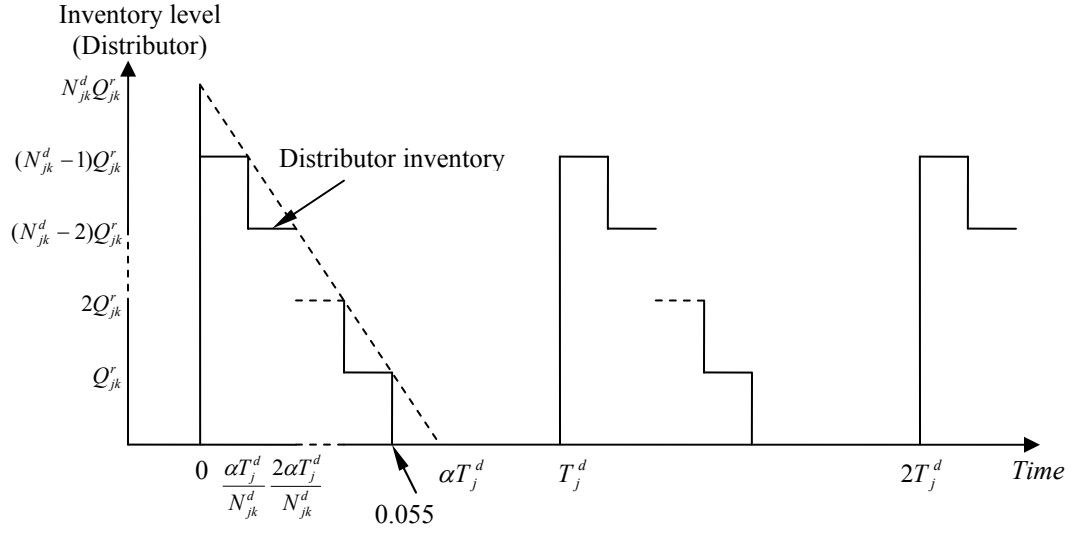 Inventory level
(Distributor)
N^d_{jk} Q^r_{jk}
(N^d_{jk} − 1)Q^r_{jk}
Distributor inventory
(N^d_{jk} − 2)Q^r_{jk}
2Q^r_{jk}
Q^r_{jk}
0 αT^d_j / N^d_{jk} 2αT^d_j / N^d_{jk} αT^d_j T^d_j 2T^d_j Time
0.055